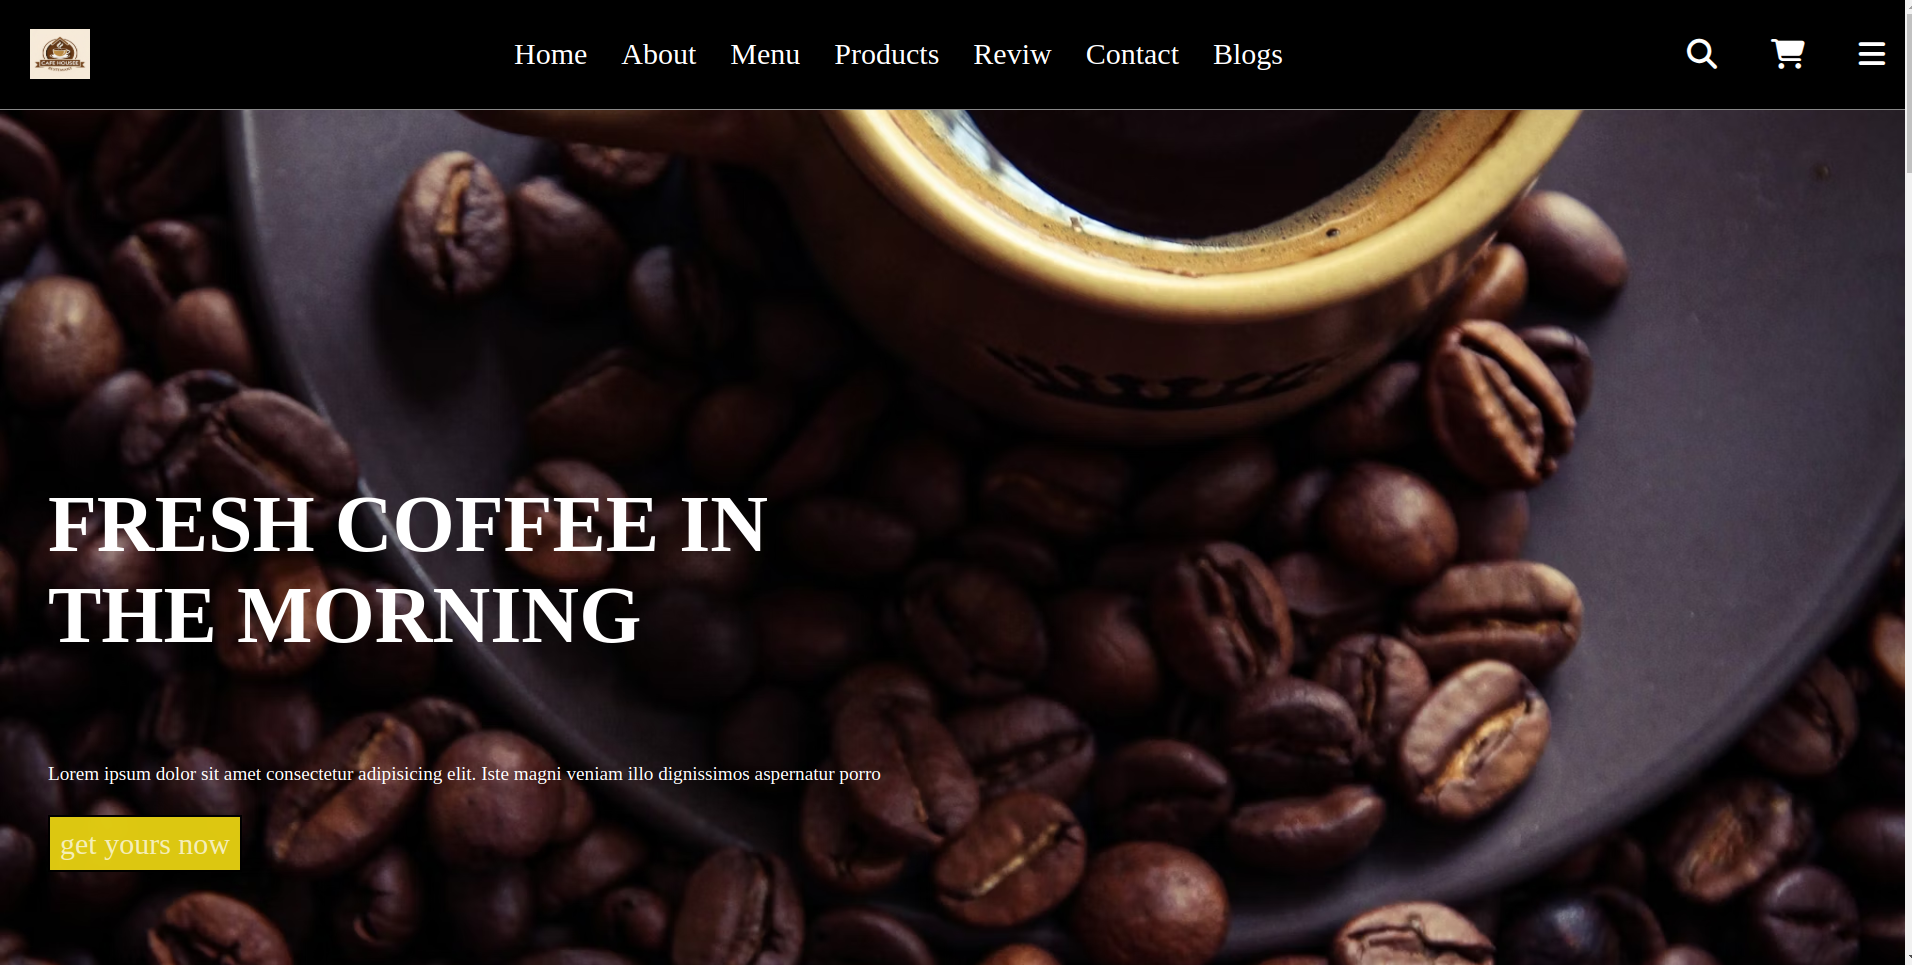 CAFE HOUSEE
Home About Menu Products Reviw Contact Blogs
FRESH COFFEE IN
THE MORNING
Lorem ipsum dolor sit amet consectetur adipisicing elit. Iste magni veniam illo dignissimos aspernatur porro
get yours now